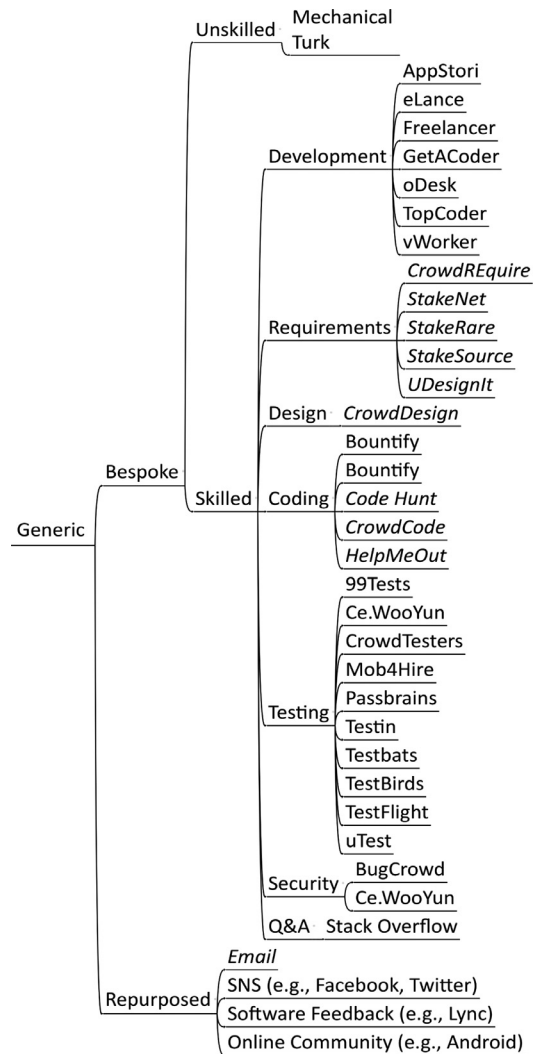 Unskilled
Mechanical
Turk
AppStori
eLance
Freelancer
Development
GetACoder
oDesk
TopCoder
vWorker
CrowdREquire
StakeNet
Requirements
StakeRare
StakeSource
UDesignIt
Design
CrowdDesign
Bountify
Bespoke
Bountify
Skilled
Coding
Code Hunt
Generic
CrowdCode
HelpMeOut
99Tests
Ce.WooYun
CrowdTesters
Mob4Hire
Passbrains
Testing
Testin
Testbats
TestBirds
TestFlight
uTest
Security
BugCrowd
Ce.WooYun
Q&A
Stack Overflow
Email
SNS (e.g., Facebook, Twitter)
Repurposed
Software Feedback (e.g., Lync)
Online Community (e.g., Android)